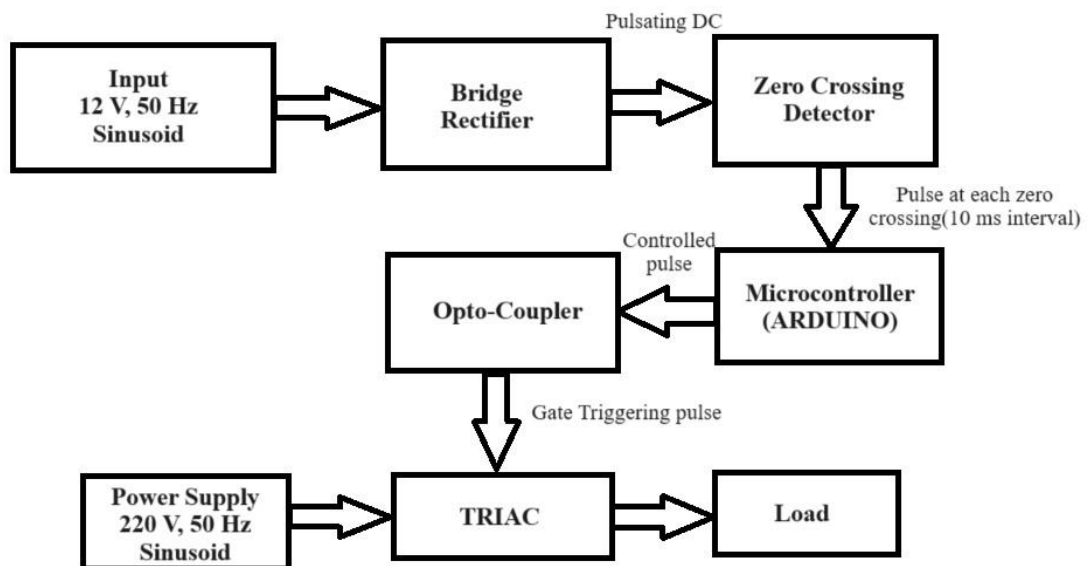 Input
12 V, 50 Hz
Sinusoid
Bridge
Rectifier
Pulsating DC
Zero Crossing
Detector
Pulse at each zero
crossing(10 ms interval)
Microcontroller
(ARDUINO)
Controlled
pulse
Opto-Coupler
Gate Triggering pulse
Power Supply
220 V, 50 Hz
Sinusoid
TRIAC
Load